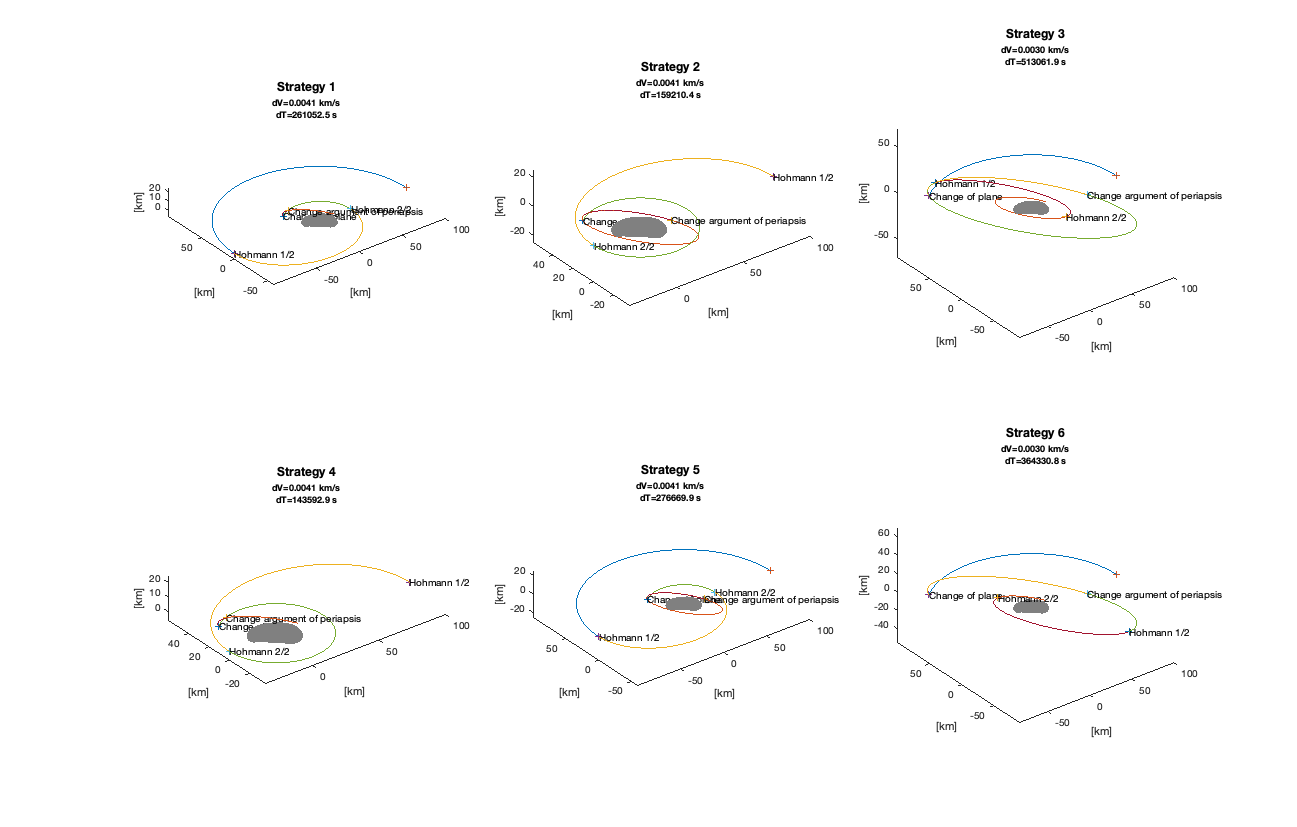 Strategy 1
dV=0.0041 km/s
dT=261052.5 s
[km]
20
10
0
50
0
-50
[km]
-50
0
50
100
[km]
Change argument of periapsis
Hohmann 2/2
Hohmann 1/2
Strategy 2
dV=0.0041 km/s
dT=159210.4 s
[km]
20
0
-20
40
20
0
-20
[km]
0
50
100
[km]
Hohmann 1/2
Change
Change argument of periapsis
Hohmann 2/2
Strategy 3
dV=0.0030 km/s
dT=513061.9 s
[km]
50
0
-50
50
0
-50
[km]
-50
0
50
100
[km]
Hohmann 1/2
Change of plane
Change argument of periapsis
Hohmann 2/2
Strategy 4
dV=0.0041 km/s
dT=143592.9 s
[km]
20
10
0
40
20
0
-20
[km]
0
50
100
[km]
Hohmann 1/2
Change argument of periapsis
Change
Hohmann 2/2
Strategy 5
dV=0.0041 km/s
dT=276669.9 s
[km]
20
0
-20
50
0
-50
[km]
-50
0
50
100
[km]
Hohmann 2/2
Change argument of periapsis
Hohmann 1/2
Strategy 6
dV=0.0030 km/s
dT=364330.8 s
[km]
60
40
20
0
-20
-40
50
0
-50
[km]
-50
0
50
100
[km]
Change of plane
Hohmann 2/2
Change argument of periapsis
Hohmann 1/2